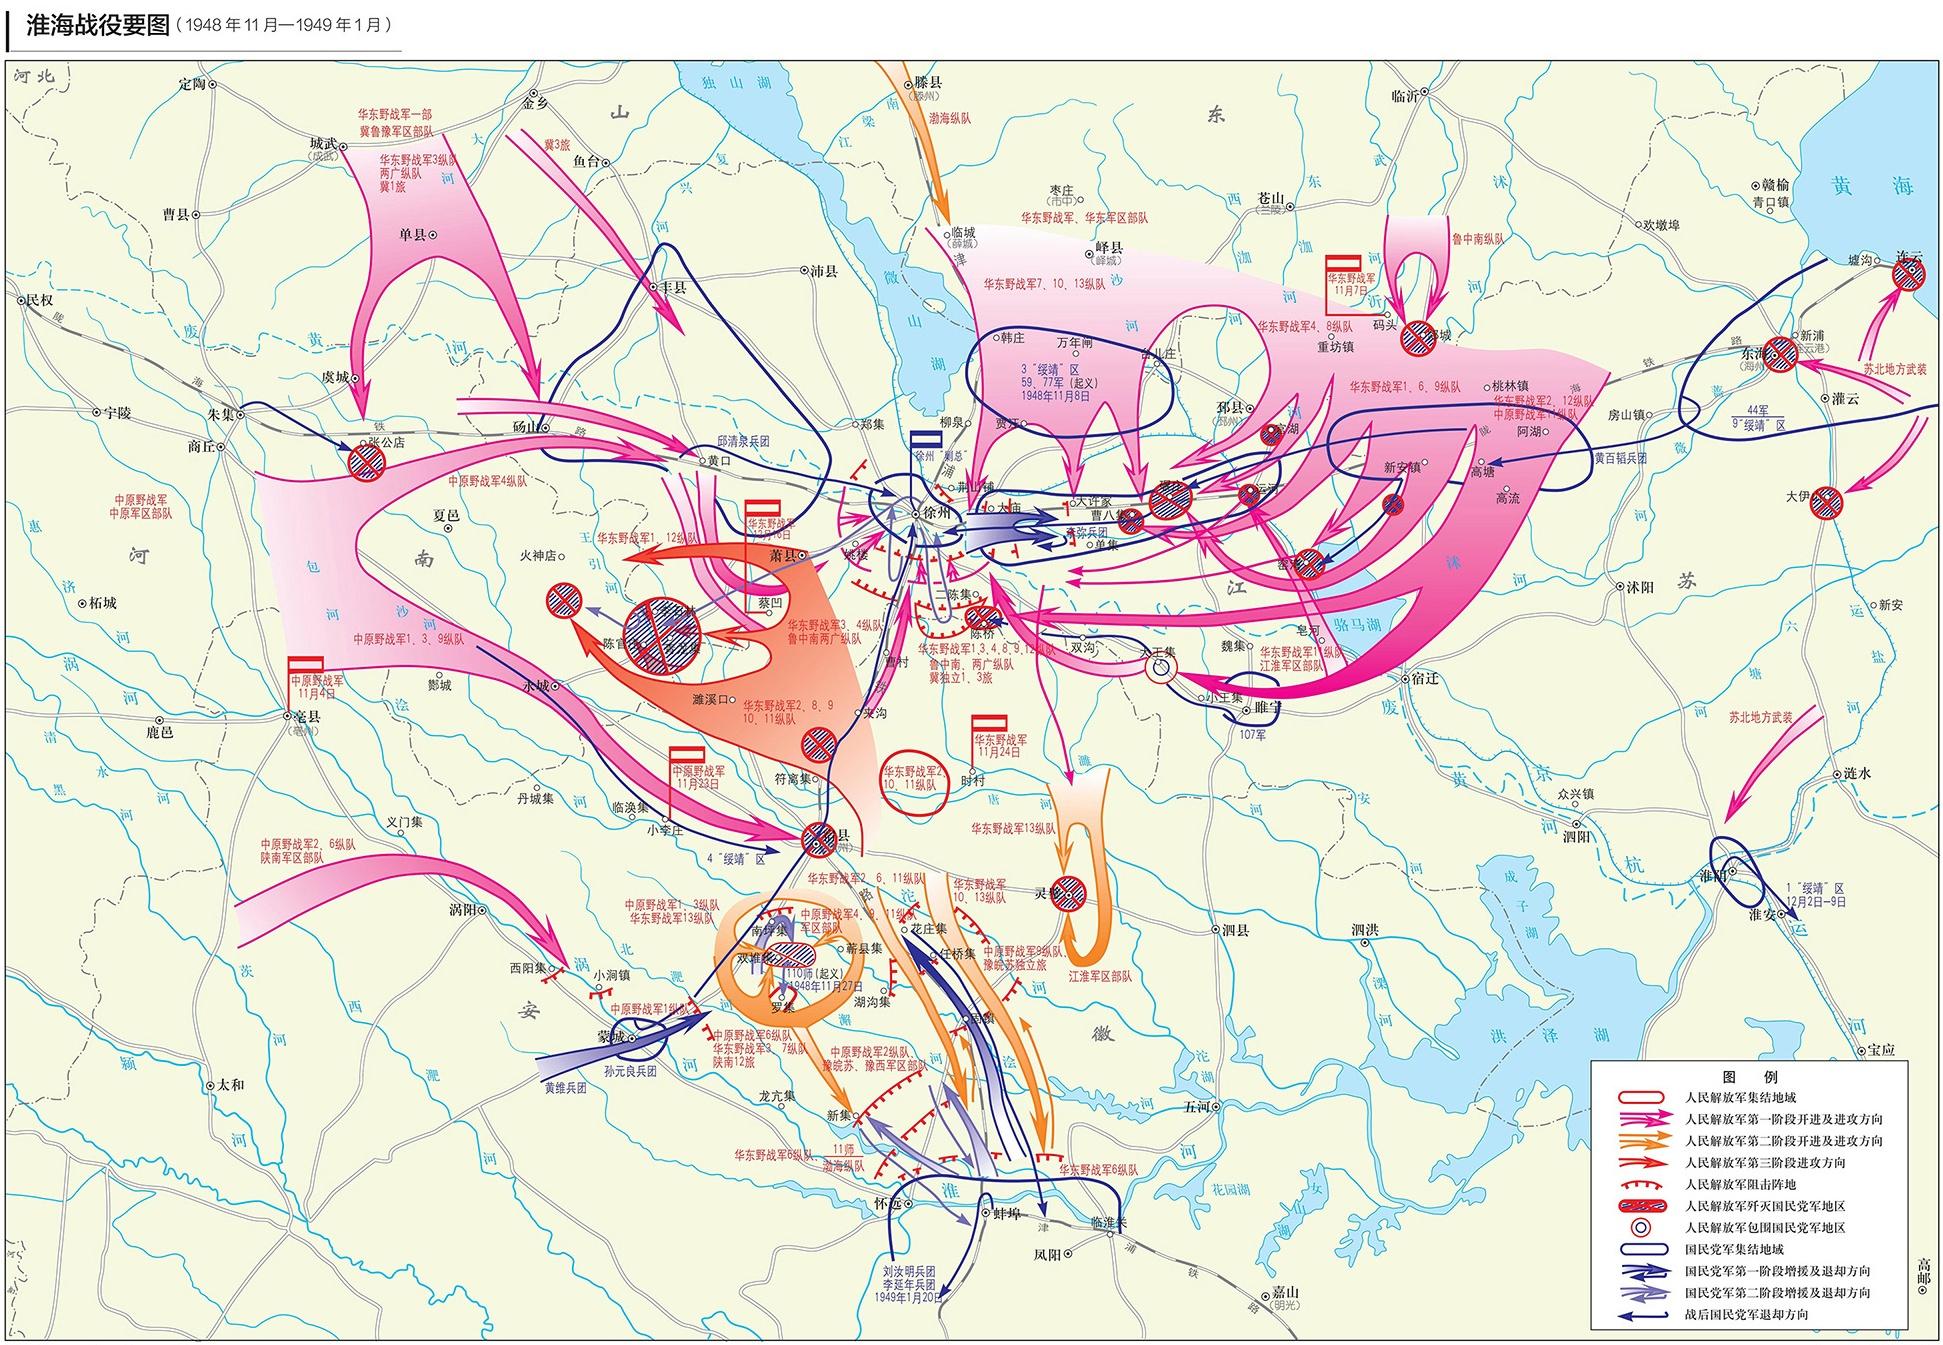 淮海战役要图（1948年11月—1949年1月）
河北
定陶
金乡
山
独山湖
滕县
（滕州）
渤海纵队
东
临沂
华东野战军一部
冀鲁豫军区部队
城武
（成武）
华东野战军3纵队
两广纵队
冀1旅
冀3旅
鱼台
枣庄
（市中）
华东野战军、华东军区部队
苍山
（兰陵）
赣榆
青口镇
黄海
曹县
单县
临城
（薛城）
峄县
（峄城）
鲁中南纵队
欢墩埠
墟沟
连云
民权
丰县
沛县
微山湖
华东野战军7、10、13纵队
华东野战军
11月7日
码头
华东野战军4、8纵队
重坊镇
新浦
东海
苏北地方武装
韩庄
万年闸
台儿庄
3“绥靖”区
59、77军（起义）
1948年11月8日
虞城
宁陵
朱集
商丘
张公店
砀山
黄口
邱清泉兵团
郑集
柳泉
贾汪
邳县
（邳州）
华东野战军1、6、9纵队
桃林镇
华东野战军2、12纵队
中原野战军11纵队
房山镇
灌云
44军
9“绥靖”区
阿湖
黄百韬兵团
新安镇
高塘
高流
大伊
徐州“剿总”
中原野战军4纵队
中原野战军
中原军区部队
夏邑
火神店
华东野战军1、12纵队
萧县
徐州
大庙
大许家
曹八集
李弥兵团
单集
运河
河
南
江
苏
沭阳
新安
柘城
蔡凹
二陈集
陈桥
双沟
大王集
魏集
皂河
骆马湖
中原野战军1、3、9纵队
华东野战军3、4纵队
鲁中南两广纵队
华东野战军1,3,4,8,9,12纵队
鲁中南、两广纵队
冀独立1、3旅
江淮军区部队
中原野战军
11月4日
亳县
（亳州）
鹿邑
酂城
永城
濉溪口
华东野战军2、8、9
10、11纵队
曹村
夹沟
小王集
睢宁
107军
宿迁
华东野战军
11月24日
时村
华东野战军2、
10、11纵队
中原野战军
11月23日
丹城集
临涣集
小李庄
符离集
4“绥靖”区
义门集
中原野战军2、6纵队
陕南军区部队
涡阳
西阳集
小涧镇
华东野战军13纵队
灵璧
江淮军区部队
众兴镇
泗阳
涟水
苏北地方武装
淮阴
淮安
1“绥靖”区
12月2日—9日
华东野战军2、6、11纵队
中原野战军1、3纵队
华东野战军13纵队
中原野战军4、9、11纵队
军区部队
华东野战军
10、13纵队
南坪集
花庄集
蕲县集
任桥集
110师（起义）
1948年11月27日
罗集
湖沟集
中原野战军9纵队、
豫皖苏独立旅
泗县
泗洪
成子湖
洪泽湖
宝应
安
徽
中原野战军1纵队
蒙城
黄维兵团
孙元良兵团
中原野战军6纵队
华东野战军3、7纵队
陕南12旅
中原野战军2纵队、
豫皖苏、豫西军区部队
固镇
太和
龙亢集
新集
五河
华东野战军6纵队、
11师
渤海纵队
华东野战军6纵队
怀远
蚌埠
临淮关
凤阳
花园湖
女山湖
嘉山
（明光）
高邮
刘汝明兵团
李延年兵团
1949年1月20日
图 例
人民解放军集结地域
人民解放军第一阶段开进及进攻方向
人民解放军第二阶段开进及进攻方向
人民解放军第三阶段进攻方向
人民解放军阻击阵地
人民解放军歼灭国民党军地区
人民解放军包围国民党军地区
国民党军集结地域
国民党军第一阶段增援及退却方向
国民党军第二阶段增援及退却方向
战后国民党军退却方向